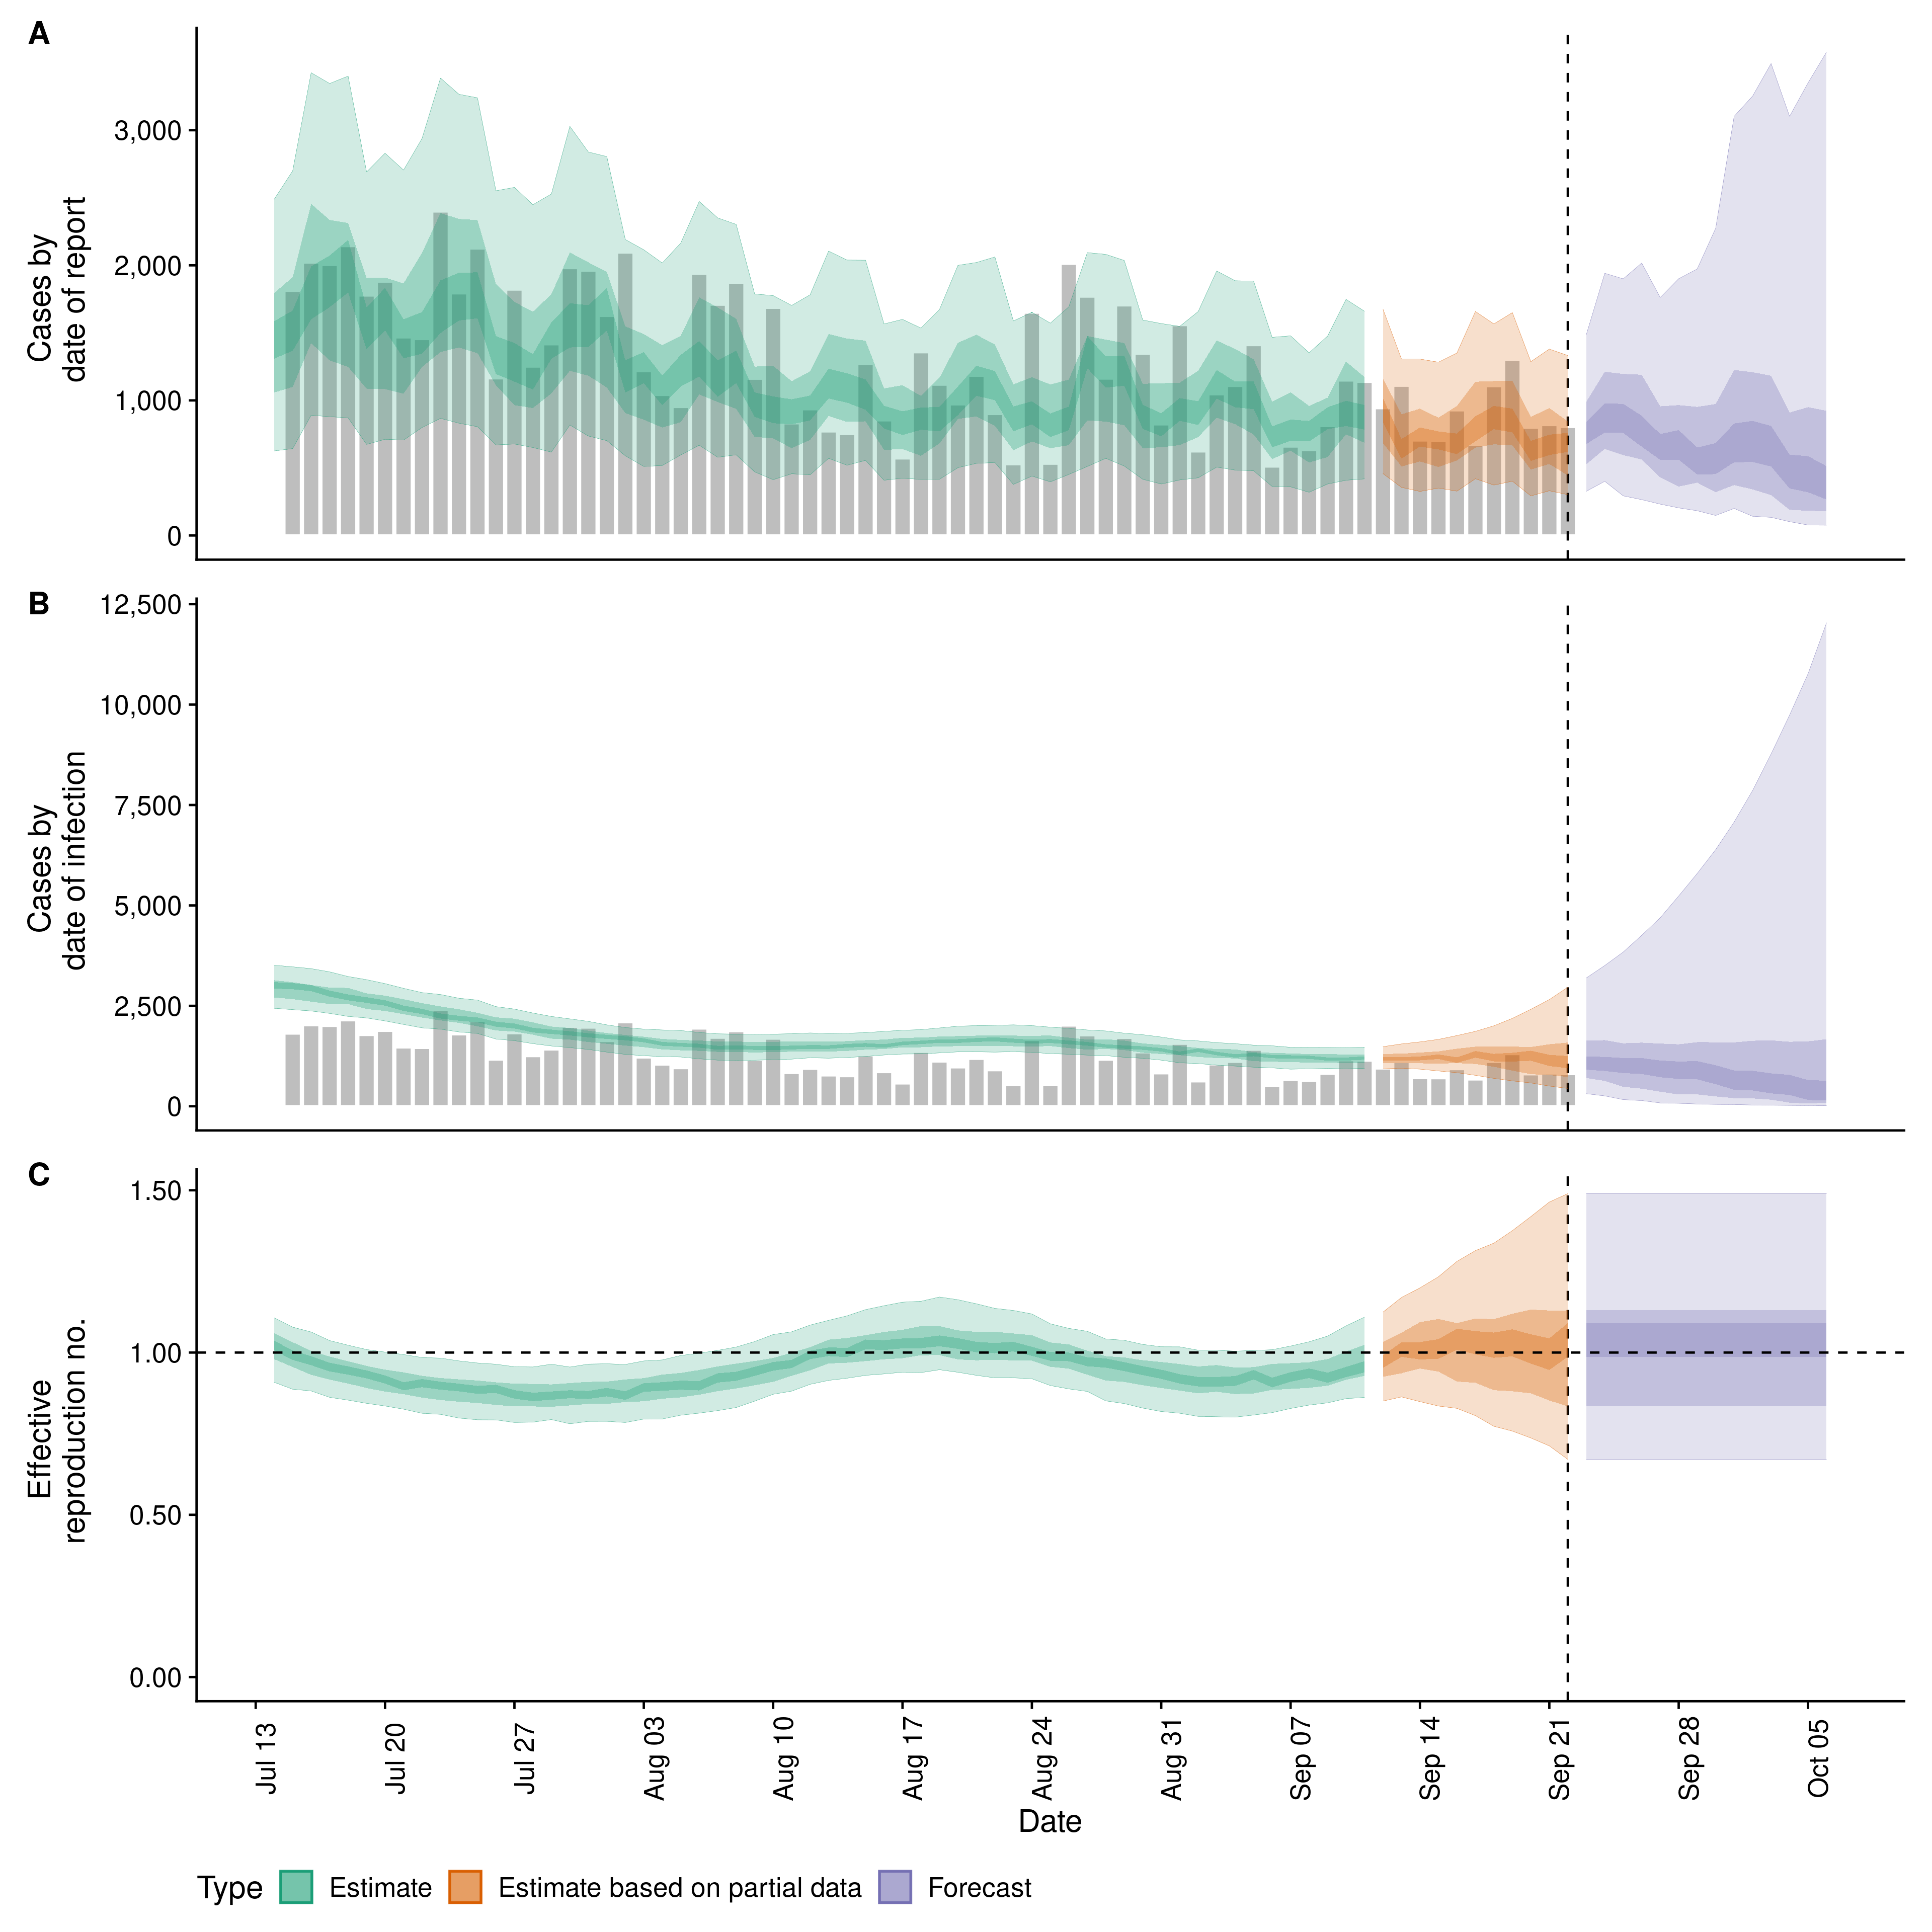 A
Cases by
date of report
3,000
2,000
1,000
0
B
Cases by
date of infection
12,500
10,000
7,500
5,000
2,500
0
C
Effective
reproduction no.
1.50
1.00
0.50
0.00
Jul 13
Jul 20
Jul 27
Aug 03
Aug 10
Aug 17
Aug 24
Aug 31
Sep 07
Sep 14
Sep 21
Sep 28
Oct 05
Date
Type Estimate Estimate based on partial data Forecast